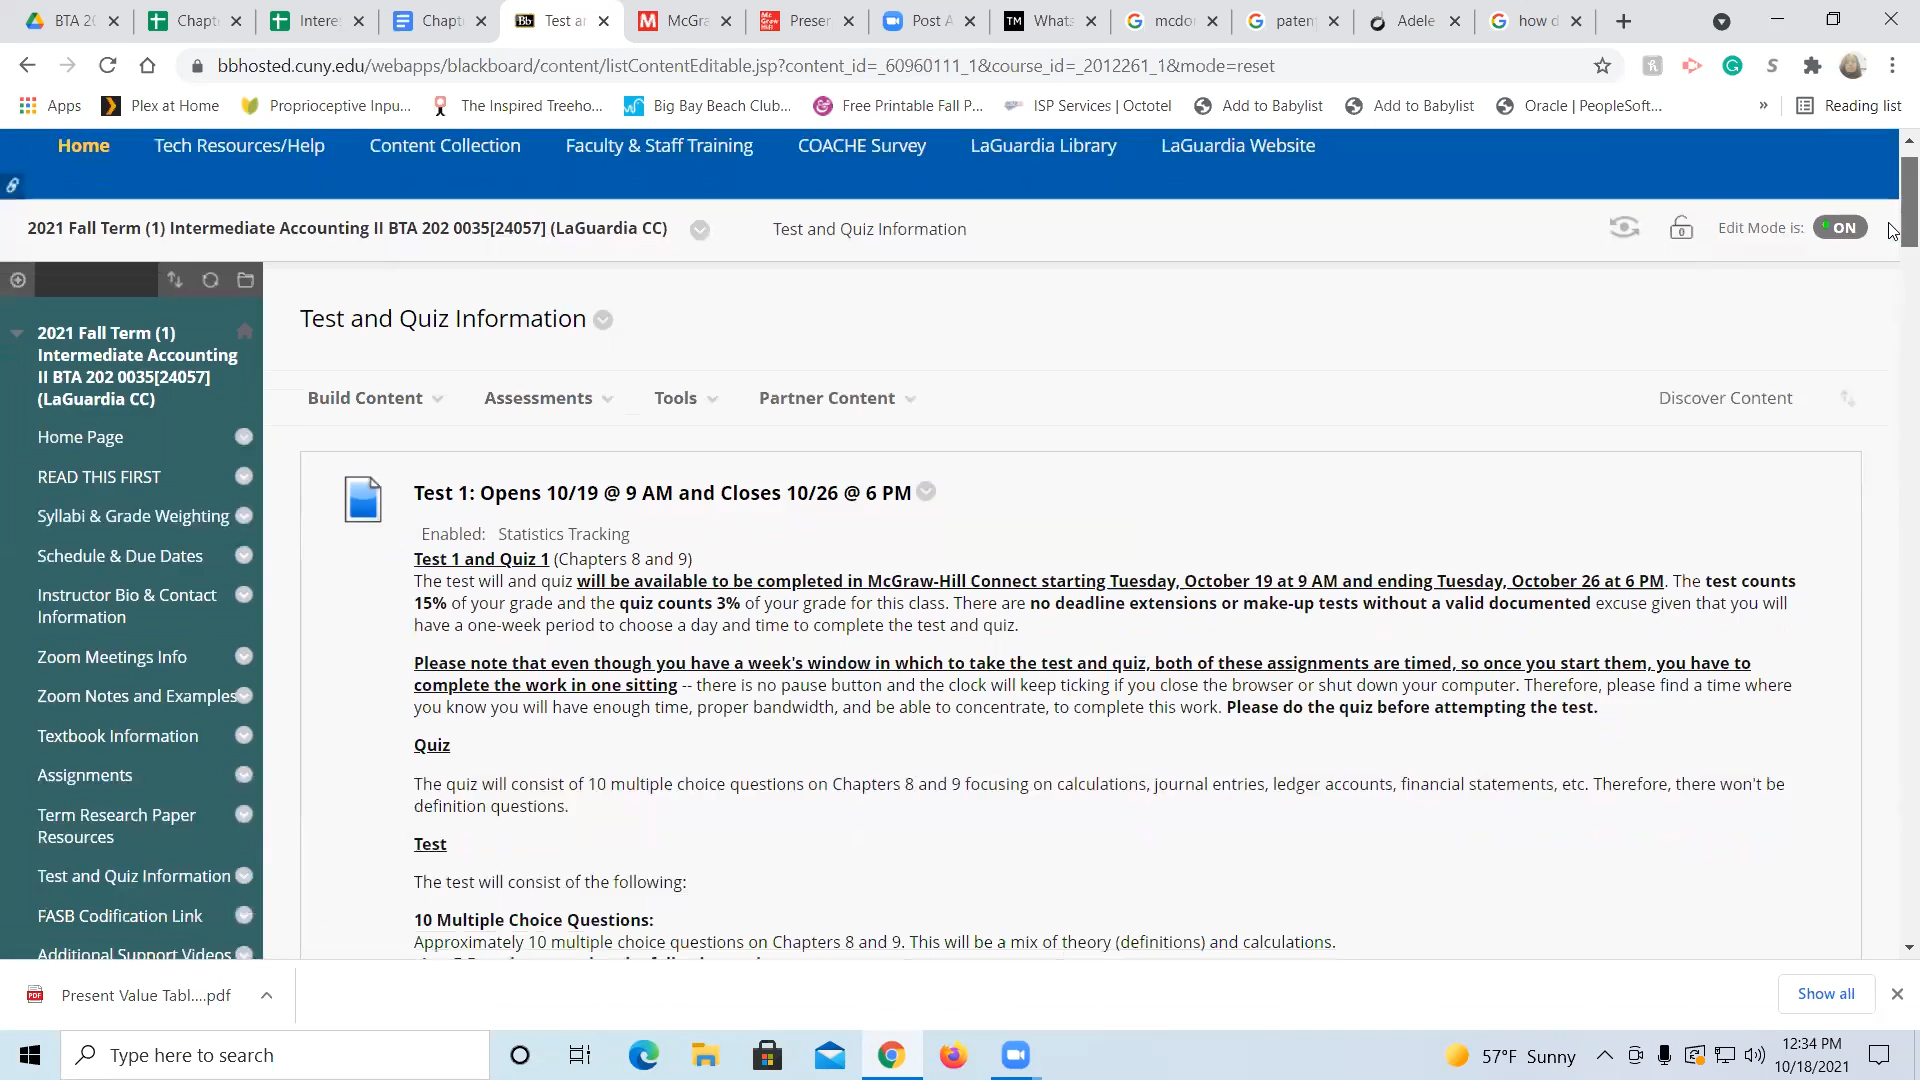 BTA 20
Chapt
Intere
Chapt
Bb Test an
McGra
Preser
Post A
TM Whats
mcdor
paten
Adele
how d
bbhosted.cuny.edu/webapps/blackboard/content/listContentEditable.jsp?content_id=_60960111_1&course_id=_2012261_1&mode=reset
Apps
Plex at Home
Proprioceptive Inpu...
The Inspired Treeho...
Big Bay Beach Club...
Free Printable Fall P...
ISP Services | Octotel
Add to Babylist
Add to Babylist
Oracle | PeopleSoft...
»
Reading list
Home
Tech Resources/Help
Content Collection
Faculty & Staff Training
COACHE Survey
LaGuardia Library
LaGuardia Website
2021 Fall Term (1) Intermediate Accounting II BTA 202 0035[24057] (LaGuardia CC)
Test and Quiz Information
Edit Mode is: ON
2021 Fall Term (1)
Intermediate Accounting
II BTA 202 0035[24057]
(LaGuardia CC)
Home Page
READ THIS FIRST
Syllabi & Grade Weighting
Schedule & Due Dates
Instructor Bio & Contact
Information
Zoom Meetings Info
Zoom Notes and Examples
Textbook Information
Assignments
Term Research Paper
Resources
Test and Quiz Information
FASB Codification Link
Additional Support Videos
Test and Quiz Information
Build Content
Assessments
Tools
Partner Content
Discover Content
Test 1: Opens 10/19 @ 9 AM and Closes 10/26 @ 6 PM
Enabled: Statistics Tracking
Test 1 and Quiz 1 (Chapters 8 and 9)
The test will and quiz will be available to be completed in McGraw-Hill Connect starting Tuesday, October 19 at 9 AM and ending Tuesday, October 26 at 6 PM. The test counts
15% of your grade and the quiz counts 3% of your grade for this class. There are no deadline extensions or make-up tests without a valid documented excuse given that you will
have a one-week period to choose a day and time to complete the test and quiz.
Please note that even though you have a week's window in which to take the test and quiz, both of these assignments are timed, so once you start them, you have to
complete the work in one sitting -- there is no pause button and the clock will keep ticking if you close the browser or shut down your computer. Therefore, please find a time where
you know you will have enough time, proper bandwidth, and be able to concentrate, to complete this work. Please do the quiz before attempting the test.
Quiz
The quiz will consist of 10 multiple choice questions on Chapters 8 and 9 focusing on calculations, journal entries, ledger accounts, financial statements, etc. Therefore, there won't be
definition questions.
Test
The test will consist of the following:
10 Multiple Choice Questions:
Approximately 10 multiple choice questions on Chapters 8 and 9. This will be a mix of theory (definitions) and calculations.
Present Value Tabl....pdf
Show all
Type here to search
57°F Sunny
12:34 PM
10/18/2021